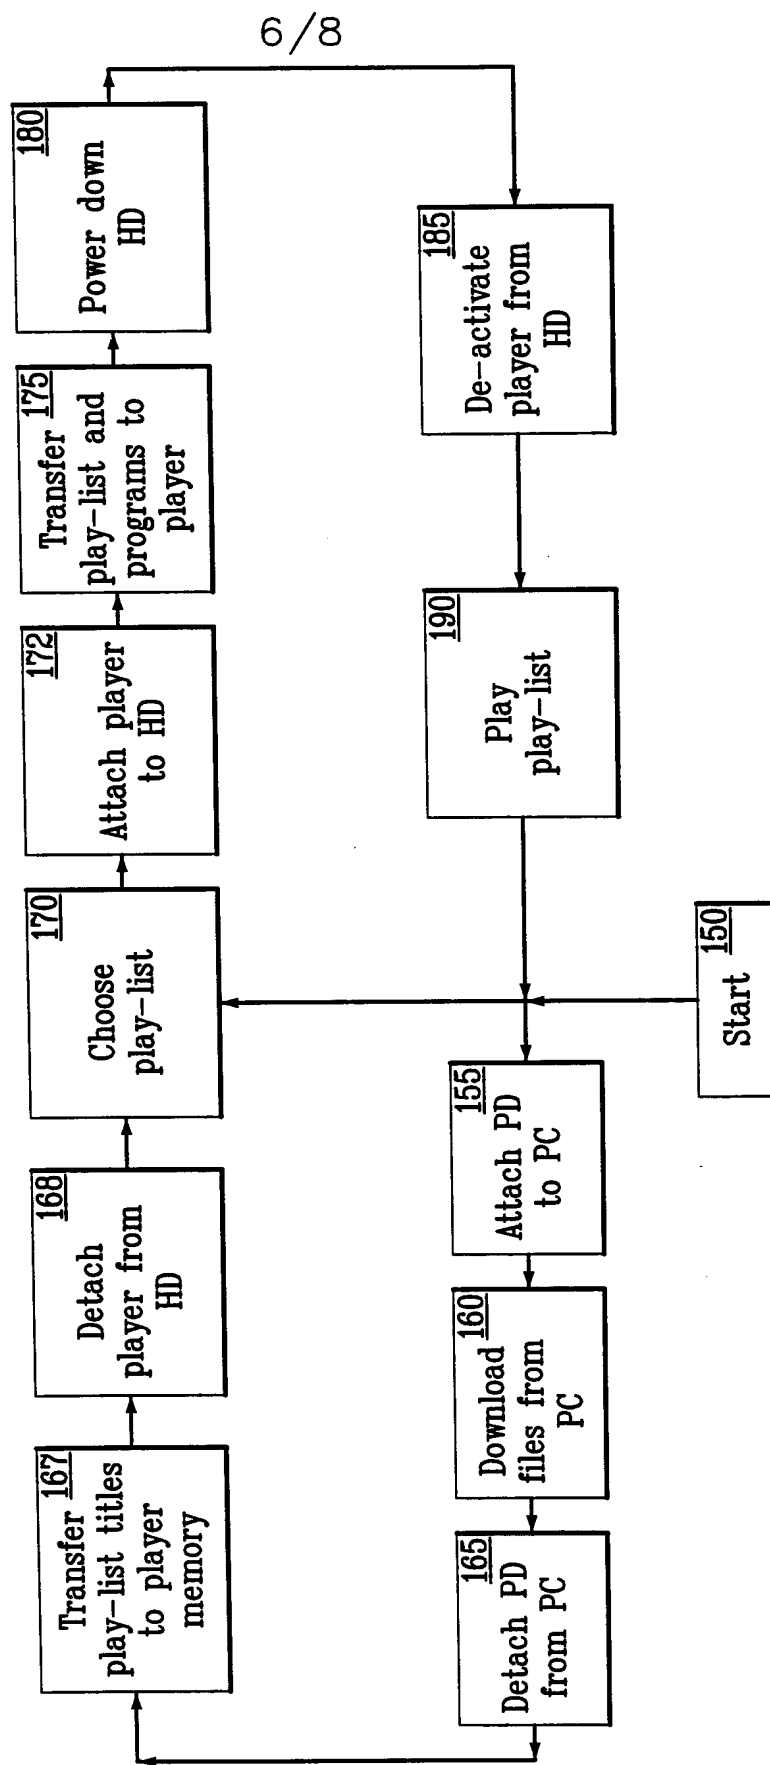 6/8
150
Start
155
Attach PD
to PC
160
Download
files from
PC
165
Detach PD
from PC
167
Transfer
play-list titles
to player
memory
168
Detach
player from
HD
170
Choose
play-list
172
Attach player
to HD
175
Transfer
play-list and
programs to
player
180
Power down
HD
185
De-activate
player from
HD
190
Play
play-list